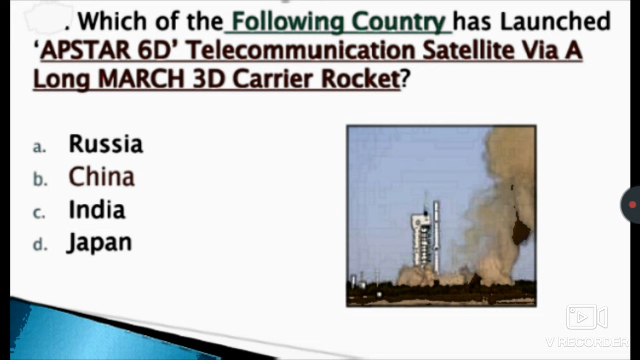 . Which of the Following Country has Launched
‘APSTAR 6D’ Telecommunication Satellite Via A
Long MARCH 3D Carrier Rocket?
a. Russia
b. China
c. India
d. Japan
V RECORDER